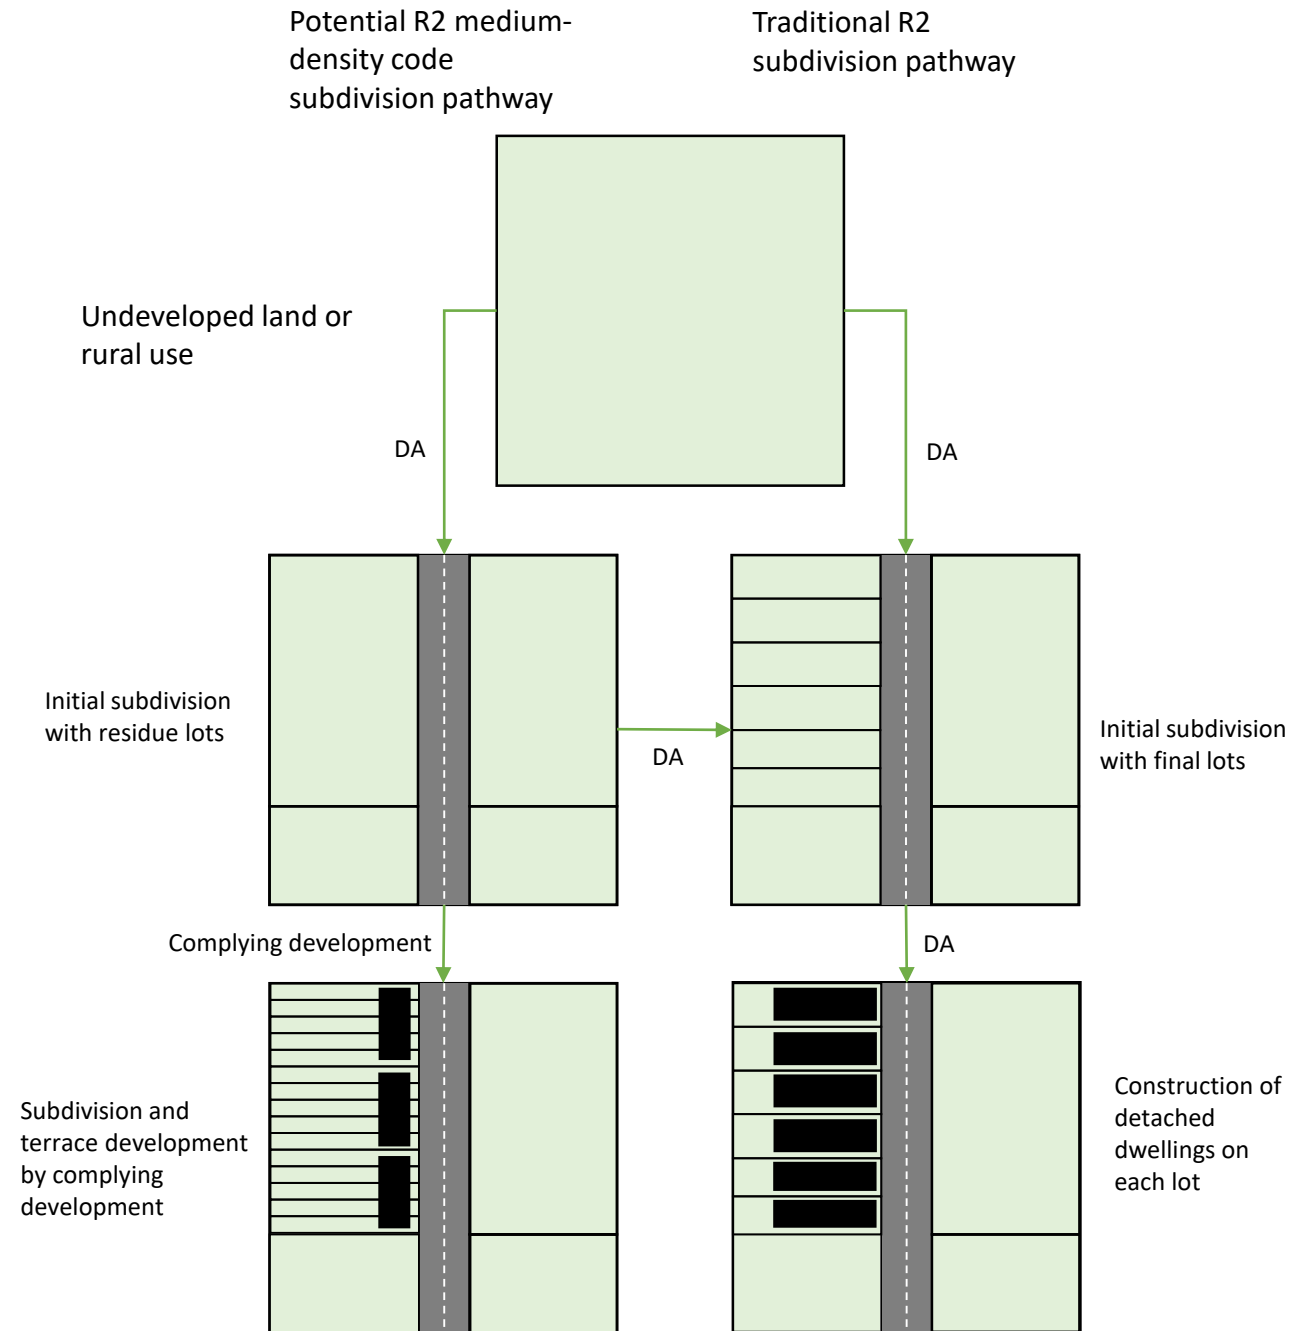 Potential R2 medium-
density code
subdivision pathway
Traditional R2
subdivision pathway
Undeveloped land or
rural use
DA
DA
Initial subdivision
with residue lots
DA
Initial subdivision
with final lots
Complying development
DA
Subdivision and
terrace development
by complying
development
Construction of
detached
dwellings on
each lot